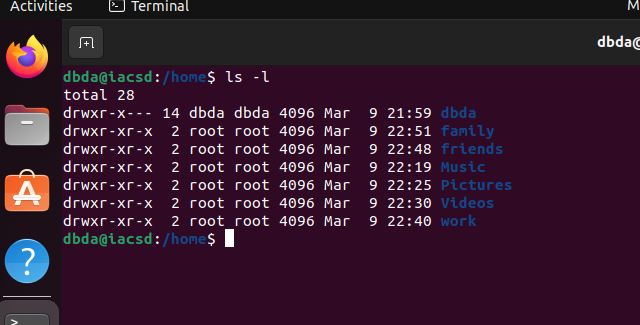 Activities Terminal M
dbda@
dbda@iacsd:/home$ ls -l
total 28
drwxr-x--- 14 dbda dbda 4096 Mar  9 21:59 dbda
drwxr-xr-x  2 root root 4096 Mar  9 22:51 family
drwxr-xr-x  2 root root 4096 Mar  9 22:48 friends
drwxr-xr-x  2 root root 4096 Mar  9 22:19 Music
drwxr-xr-x  2 root root 4096 Mar  9 22:25 Pictures
drwxr-xr-x  2 root root 4096 Mar  9 22:30 Videos
drwxr-xr-x  2 root root 4096 Mar  9 22:40 work
dbda@iacsd:/home$